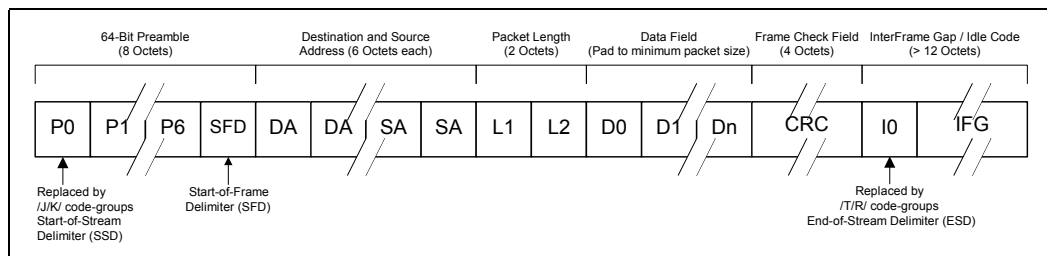 64-Bit Preamble
(8 Octets)
Destination and Source
Address (6 Octets each)
Packet Length
(2 Octets)
Data Field
(Pad to minimum packet size)
Frame Check Field
(4 Octets)
InterFrame Gap / Idle Code
(> 12 Octets)
P0 P1 P6 SFD DA DA SA SA L1 L2 D0 D1 Dn CRC I0 IFG
Replaced by
/J/K/ code-groups
Start-of-Stream
Delimiter (SSD)
Start-of-Frame
Delimiter (SFD)
Replaced by
/T/R/ code-groups
End-of-Stream Delimiter (ESD)